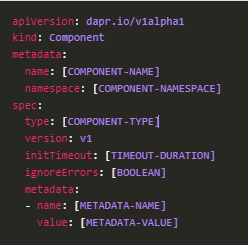 apiVersion: dapr.io/v1alpha1
kind: Component
metadata:
  name: [COMPONENT-NAME]
  namespace: [COMPONENT-NAMESPACE]
spec:
  type: [COMPONENT-TYPE]
  version: v1
  initTimeout: [TIMEOUT-DURATION]
  ignoreErrors: [BOOLEAN]
  metadata:
  - name: [METADATA-NAME]
    value: [METADATA-VALUE]